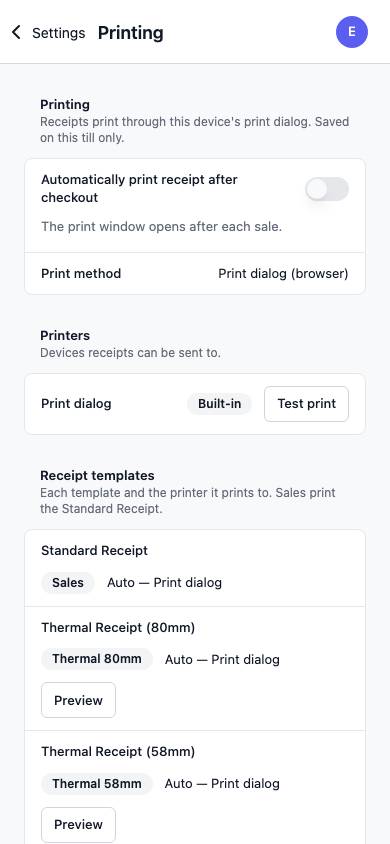 Settings Printing E
Printing
Receipts print through this device's print dialog. Saved
on this till only.
Automatically print receipt after
checkout
The print window opens after each sale.
Print method Print dialog (browser)
Printers
Devices receipts can be sent to.
Print dialog Built-in Test print
Receipt templates
Each template and the printer it prints to. Sales print
the Standard Receipt.
Standard Receipt
Sales Auto — Print dialog
Thermal Receipt (80mm)
Thermal 80mm Auto — Print dialog
Preview
Thermal Receipt (58mm)
Thermal 58mm Auto — Print dialog
Preview